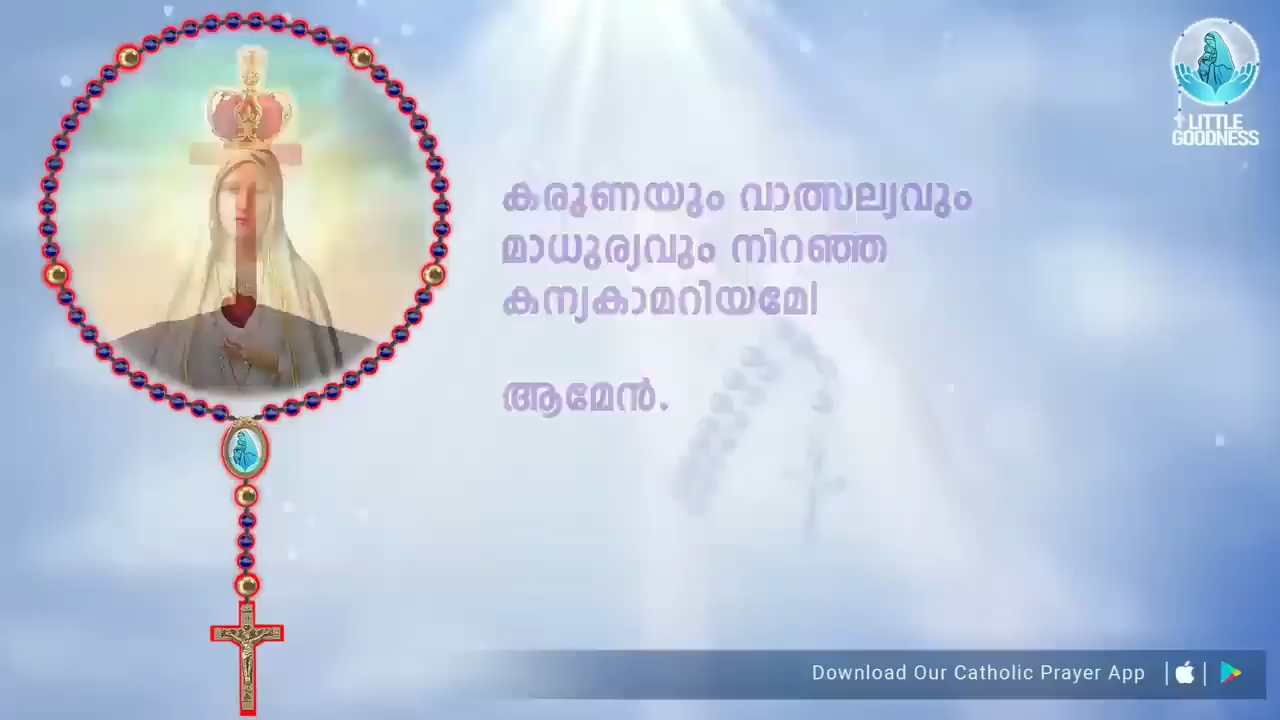 LITTLE
GOODNESS
കരുണയും വാത്സല്യവും
മാധുര്യവും നിറഞ്ഞ
കന്യകാമറിയമേ|
ആമേൻ.
Download Our Catholic Prayer App